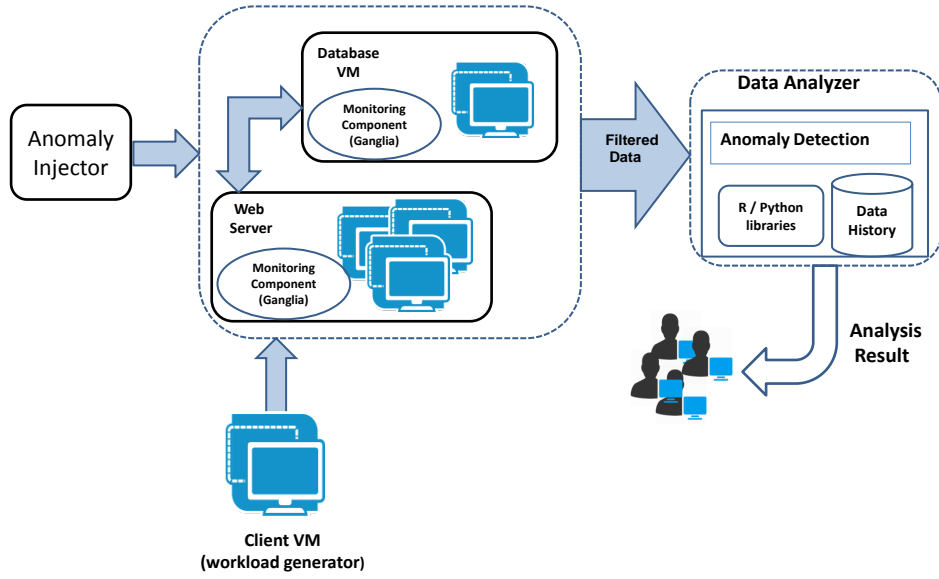 Anomaly
Injector
Database
VM
Monitoring
Component
(Ganglia)
Web
Server
Monitoring
Component
(Ganglia)
Client VM
(workload generator)
Filtered
Data
Data Analyzer
Anomaly Detection
R / Python
libraries
Data
History
Analysis
Result